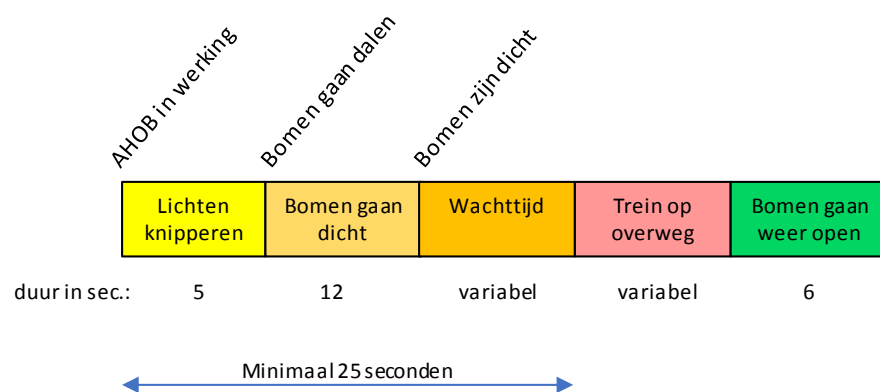 AHOB in werking
Bomen gaan dalen
Bomen zijn dicht
Lichten
knipperen
Bomen gaan
dicht
Wachttijd
Trein op
overweg
Bomen gaan
weer open
duur in sec.: 5 12 variabel variabel 6
Minimaal 25 seconden